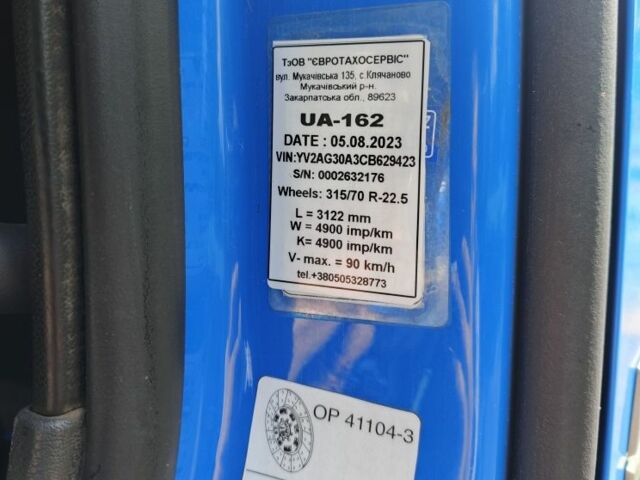 ТзОВ "ЄВРОТАХОСЕРВІС"
вул. Мукачівська 135, с. Клячаново
Мукачівський р-н.
Закарпатська обл., 89623
UA-162
DATE : 05.08.2023
VIN:YV2AG30A3CB629423
S/N: 0002632176
Wheels: 315/70 R-22.5
L = 3122 mm
W = 4900 imp/km
K= 4900 imp/km
V- max. = 90 km/h
tel.+380505328773
OP 41104-3